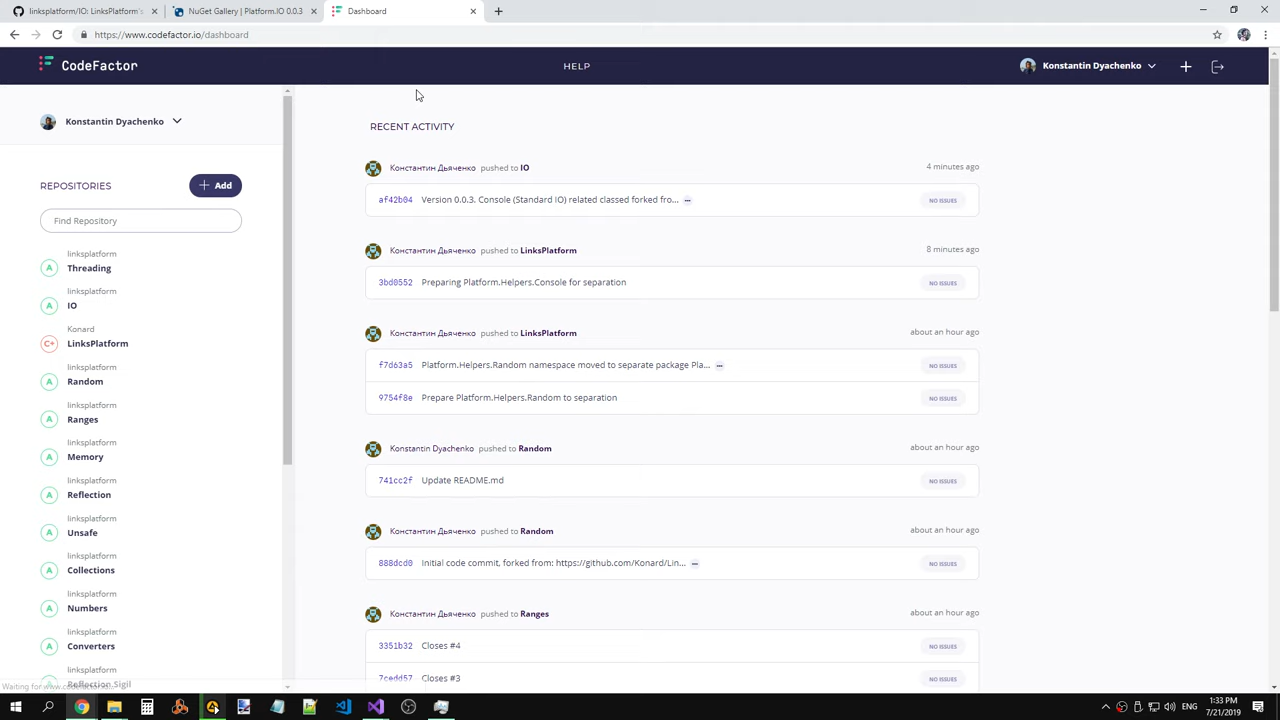 linksplatform/IO: LinksPlatform's
NuGet Gallery | Platform.IO 0.0.3
Dashboard
https://www.codefactor.io/dashboard
CodeFactor
HELP
Konstantin Dyachenko
Konstantin Dyachenko
REPOSITORIES
Add
Find Repository
linksplatform
A Threading
linksplatform
A IO
Konard
C+ LinksPlatform
linksplatform
A Random
linksplatform
A Ranges
linksplatform
A Memory
linksplatform
A Reflection
linksplatform
A Unsafe
linksplatform
A Collections
linksplatform
A Numbers
linksplatform
A Converters
linksplatform
Reflection.Sigil
RECENT ACTIVITY
Константин Дьяченко pushed to IO 4 minutes ago
af42b04 Version 0.0.3. Console (Standard IO) related classed forked fro... ... NO ISSUES
Константин Дьяченко pushed to LinksPlatform 8 minutes ago
3bd0552 Preparing Platform.Helpers.Console for separation NO ISSUES
Константин Дьяченко pushed to LinksPlatform about an hour ago
f7d63a5 Platform.Helpers.Random namespace moved to separate package Pla... ... NO ISSUES
9754f8e Prepare Platform.Helpers.Random to separation NO ISSUES
Konstantin Dyachenko pushed to Random about an hour ago
741cc2f Update README.md NO ISSUES
Константин Дьяченко pushed to Random about an hour ago
888dcd0 Initial code commit, forked from: https://github.com/Konard/Lin... ... NO ISSUES
Константин Дьяченко pushed to Ranges about an hour ago
3351b32 Closes #4 NO ISSUES
7cedd57 Closes #3 NO ISSUES
Waiting for www.codefactor.io...
ENG
1:33 PM
7/21/2019